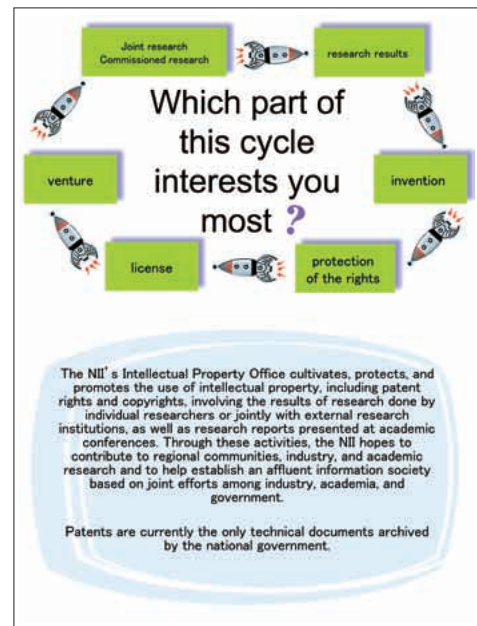 Joint research
Commissioned research
research results
Which part of
this cycle
interests you
most ?
venture
invention
license
protection
of the rights
The NII's Intellectual Property Office cultivates, protects, and
promotes the use of intellectual property, including patent
rights and copyrights, involving the results of research done by
individual researchers or jointly with external research
institutions, as well as research reports presented at academic
conferences. Through these activities, the NII hopes to
contribute to regional communities, industry, and academic
research and to help establish an affluent information society
based on joint efforts among industry, academia, and
government.
Patents are currently the only technical documents archived
by the national government.